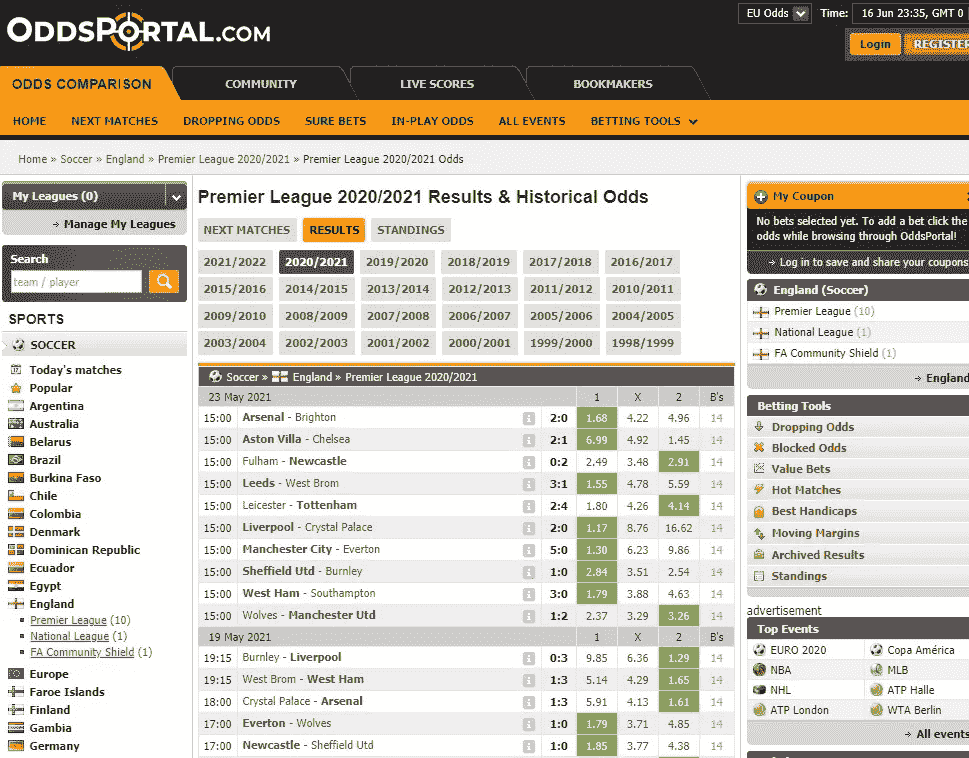 ODDSPORTAL.COM
EU Odds Time: 16 Jun 23:35, GMT 0
Login REGISTER
ODDS COMPARISON COMMUNITY LIVE SCORES BOOKMAKERS
HOME NEXT MATCHES DROPPING ODDS SURE BETS IN-PLAY ODDS ALL EVENTS BETTING TOOLS
Home » Soccer » England » Premier League 2020/2021 » Premier League 2020/2021 Odds
My Leagues (0)
Manage My Leagues
Search
team / player
SPORTS
SOCCER
Today's matches
Popular
Argentina
Australia
Belarus
Brazil
Burkina Faso
Chile
Colombia
Denmark
Dominican Republic
Ecuador
Egypt
England
Premier League (10)
National League (1)
FA Community Shield (1)
Europe
Faroe Islands
Finland
Gambia
Germany
Premier League 2020/2021 Results & Historical Odds
NEXT MATCHES RESULTS STANDINGS
2021/2022 2020/2021 2019/2020 2018/2019 2017/2018 2016/2017
2015/2016 2014/2015 2013/2014 2012/2013 2011/2012 2010/2011
2009/2010 2008/2009 2007/2008 2006/2007 2005/2006 2004/2005
2003/2004 2002/2003 2001/2002 2000/2001 1999/2000 1998/1999
Soccer » England » Premier League 2020/2021
23 May 2021 1 X 2 B's
15:00 Arsenal - Brighton 2:0 1.68 4.22 4.96 14
15:00 Aston Villa - Chelsea 2:1 6.99 4.92 1.45 14
15:00 Fulham - Newcastle 0:2 2.49 3.48 2.91 14
15:00 Leeds - West Brom 3:1 1.55 4.78 5.59 14
15:00 Leicester - Tottenham 2:4 1.80 4.26 4.14 14
15:00 Liverpool - Crystal Palace 2:0 1.17 8.76 16.62 14
15:00 Manchester City - Everton 5:0 1.30 6.23 9.86 14
15:00 Sheffield Utd - Burnley 1:0 2.84 3.51 2.54 14
15:00 West Ham - Southampton 3:0 1.79 3.88 4.63 14
15:00 Wolves - Manchester Utd 1:2 2.37 3.29 3.26 14
19 May 2021 1 X 2 B's
19:15 Burnley - Liverpool 0:3 9.85 6.36 1.29 14
19:15 West Brom - West Ham 1:3 5.14 4.29 1.65 14
18:00 Crystal Palace - Arsenal 1:3 5.91 4.13 1.61 14
17:00 Everton - Wolves 1:0 1.79 3.71 4.85 14
17:00 Newcastle - Sheffield Utd 1:0 1.85 3.77 4.38 14
My Coupon
No bets selected yet. To add a bet click the
odds while browsing through OddsPortal!
Log in to save and share your coupons
England (Soccer)
Premier League (10)
National League (1)
FA Community Shield (1)
England
Betting Tools
Dropping Odds
Blocked Odds
Value Bets
Hot Matches
Best Handicaps
Moving Margins
Archived Results
Standings
advertisement
Top Events
EURO 2020 Copa América
NBA MLB
NHL ATP Halle
ATP London WTA Berlin
All events